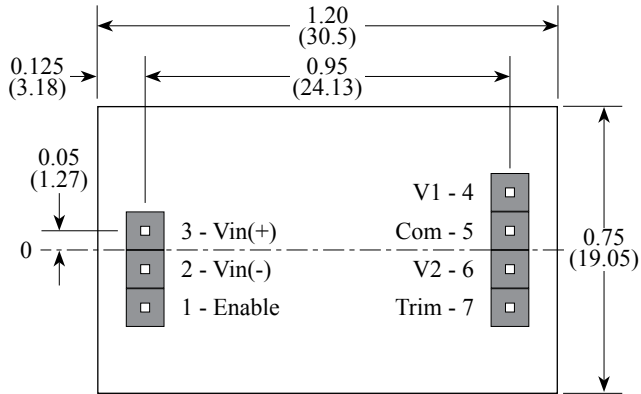 1.20
(30.5)
0.125
(3.18)
0.95
(24.13)
0.05
(1.27)
V1 - 4
3 - Vin(+)
Com - 5
0.75
(19.05)
0
2 - Vin(-)
V2 - 6
1 - Enable
Trim - 7